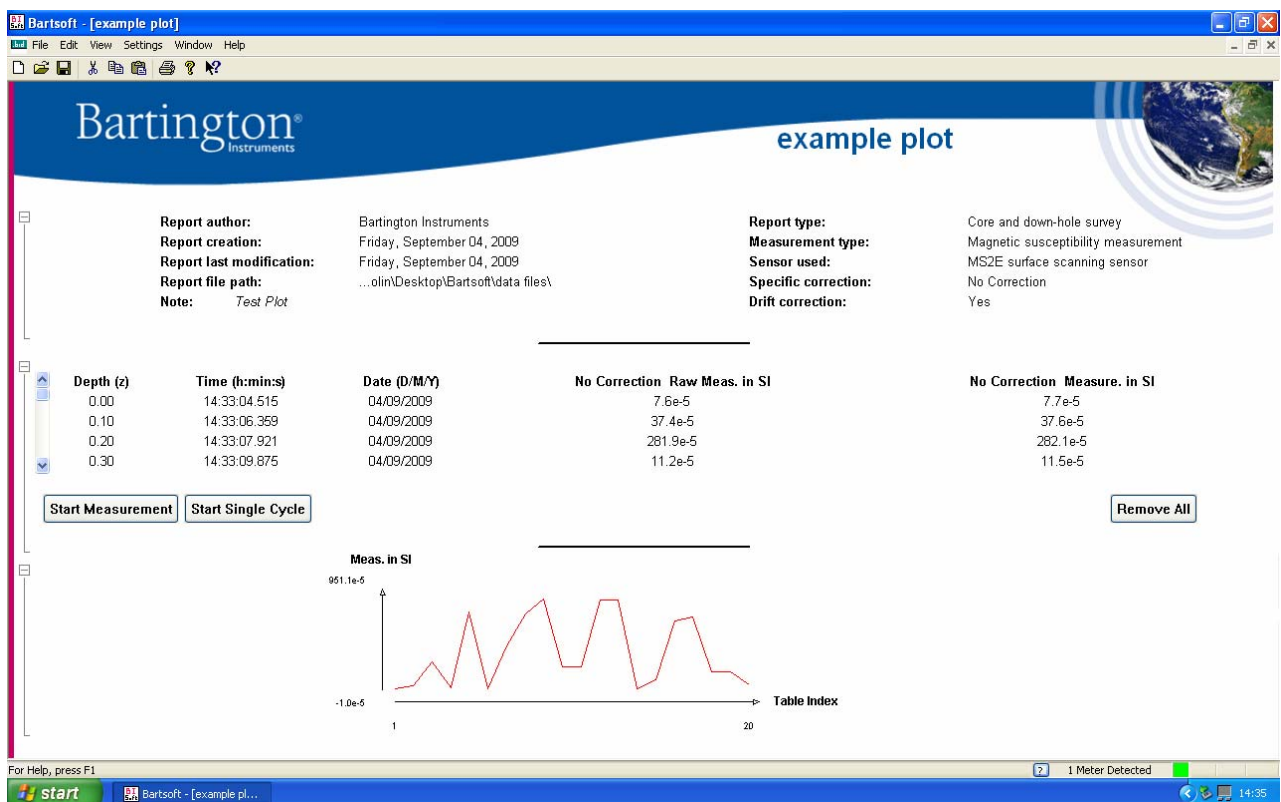 Bartsoft - [example plot]
File Edit View Settings Window Help
Bartington®
Instruments
example plot
Report author: Bartington Instruments Report type: Core and down-hole survey
Report creation: Friday, September 04, 2009 Measurement type: Magnetic susceptibility measurement
Report last modification: Friday, September 04, 2009 Sensor used: MS2E surface scanning sensor
Report file path: ...olin\Desktop\Bartsoft\data files\ Specific correction: No Correction
Note: Test Plot Drift correction: Yes
Depth (z) Time (h:min:s) Date (D/M/Y) No Correction Raw Meas. in SI No Correction Measure. in SI
0.00 14:33:04.515 04/09/2009 7.6e-5 7.7e-5
0.10 14:33:06.359 04/09/2009 37.4e-5 37.6e-5
0.20 14:33:07.921 04/09/2009 281.9e-5 282.1e-5
0.30 14:33:09.875 04/09/2009 11.2e-5 11.5e-5
Start Measurement Start Single Cycle Remove All
Meas. in SI
951.1e-5
-1.0e-5
Table Index
1 20
For Help, press F1 1 Meter Detected
start Bartsoft - [example pl... 14:35